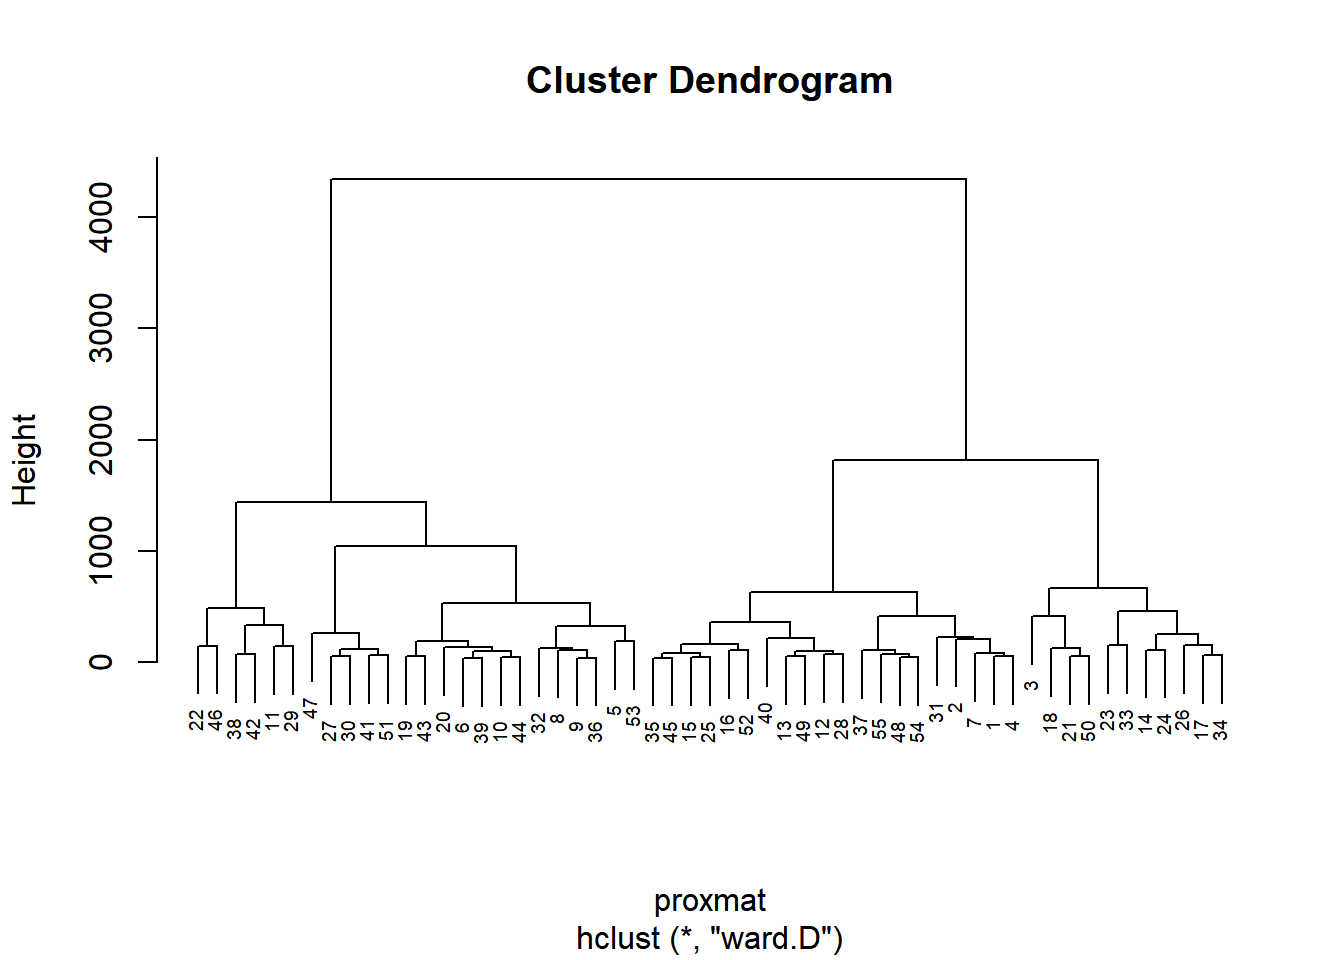 Cluster Dendrogram
Height
0 1000 2000 3000 4000
22 46 38 42 11 29 47 27 30 41 51 19 43 20 6 39 10 44 32 8 9 36 5 53 35 45 15 25 16 52 40 13 49 12 28 37 55 48 54 31 2 7 1 4 3 18 21 50 23 33 14 24 26 17 34
proxmat
hclust (*, "ward.D")